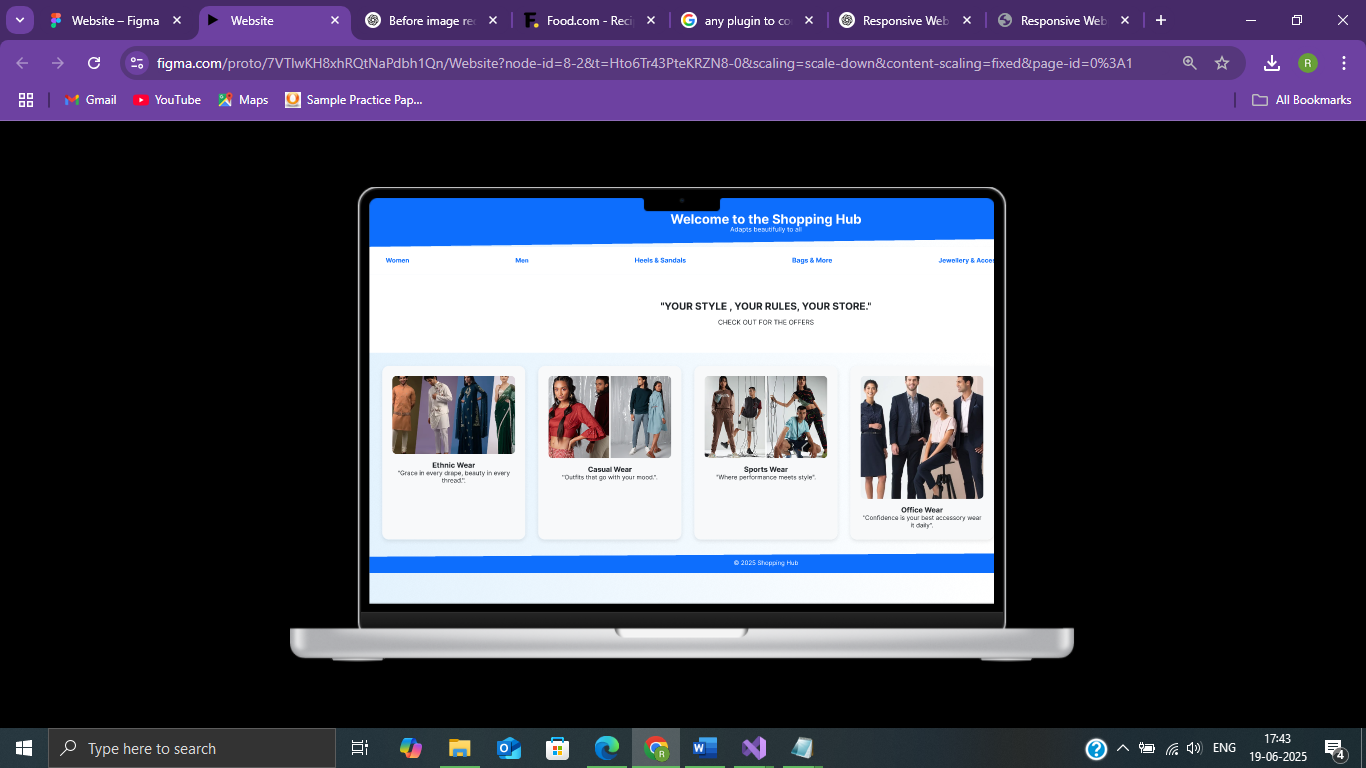 Website – Figma
Website
Before image rec
Food.com - Reci
any plugin to co
Responsive Web
Responsive Web
figma.com/proto/7VTlwKH8xhRQtNaPdbh1Qn/Website?node-id=8-2&t=Hto6Tr43PteKRZN8-0&scaling=scale-down&content-scaling=fixed&page-id=0%3A1
R
Gmail
YouTube
Maps
Sample Practice Pap...
All Bookmarks
Welcome to the Shopping Hub
Adapts beautifully to all
Women Men Heels & Sandals Bags & More Jewellery & Acces
"YOUR STYLE , YOUR RULES, YOUR STORE."
CHECK OUT FOR THE OFFERS
Ethnic Wear
"Grace in every drape, beauty in every
thread.".
Casual Wear
"Outfits that go with your mood.".
Sports Wear
"Where performance meets style".
Office Wear
"Confidence is your best accessory wear
it daily".
© 2025 Shopping Hub
Type here to search
ENG
17:43
19-06-2025
4